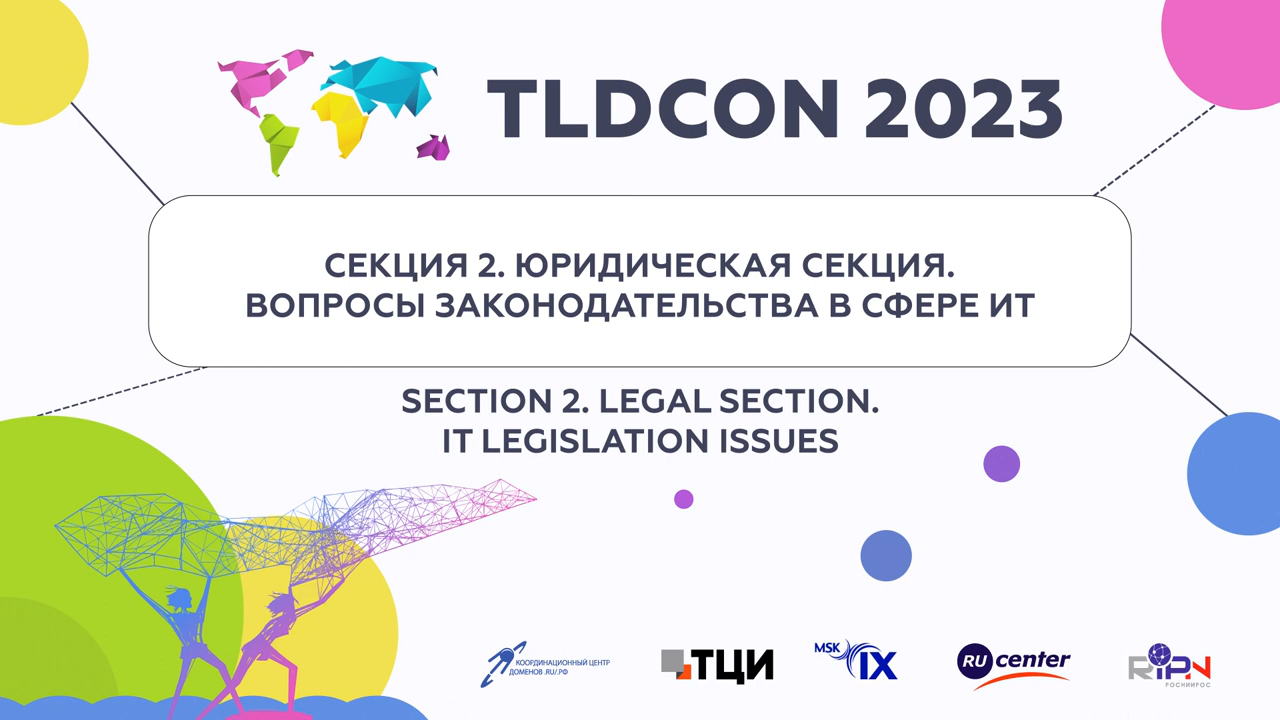 TLDCON 2023
СЕКЦИЯ 2. ЮРИДИЧЕСКАЯ СЕКЦИЯ.
ВОПРОСЫ ЗАКОНОДАТЕЛЬСТВА В СФЕРЕ ИТ
SECTION 2. LEGAL SECTION.
IT LEGISLATION ISSUES
КООРДИНАЦИОННЫЙ ЦЕНТР
ДОМЕНОВ .RU/.РФ
ТЦИ
MSK
IX
RU center
RIPN
РОСНИИРОС